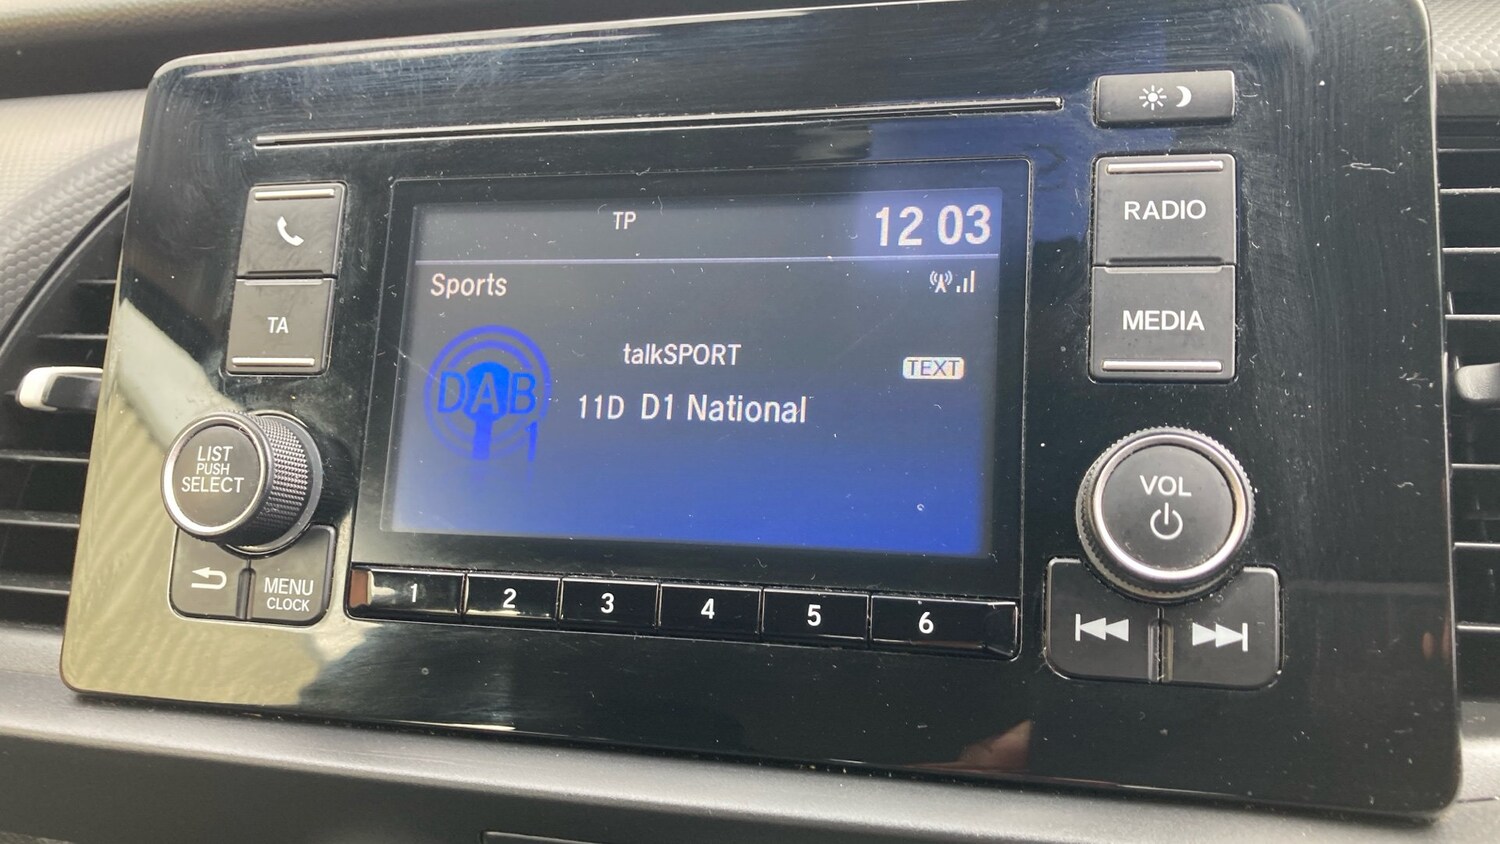 TP
12 03
Sports
talkSPORT
TEXT
DAB
11D D1 National
TA
LIST
PUSH
SELECT
MENU
CLOCK
1 2 3 4 5 6
RADIO
MEDIA
VOL